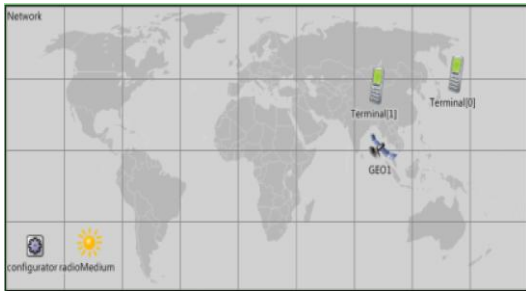 Network
Terminal[0]
Terminal[1]
GEO1
configurator radioMedium